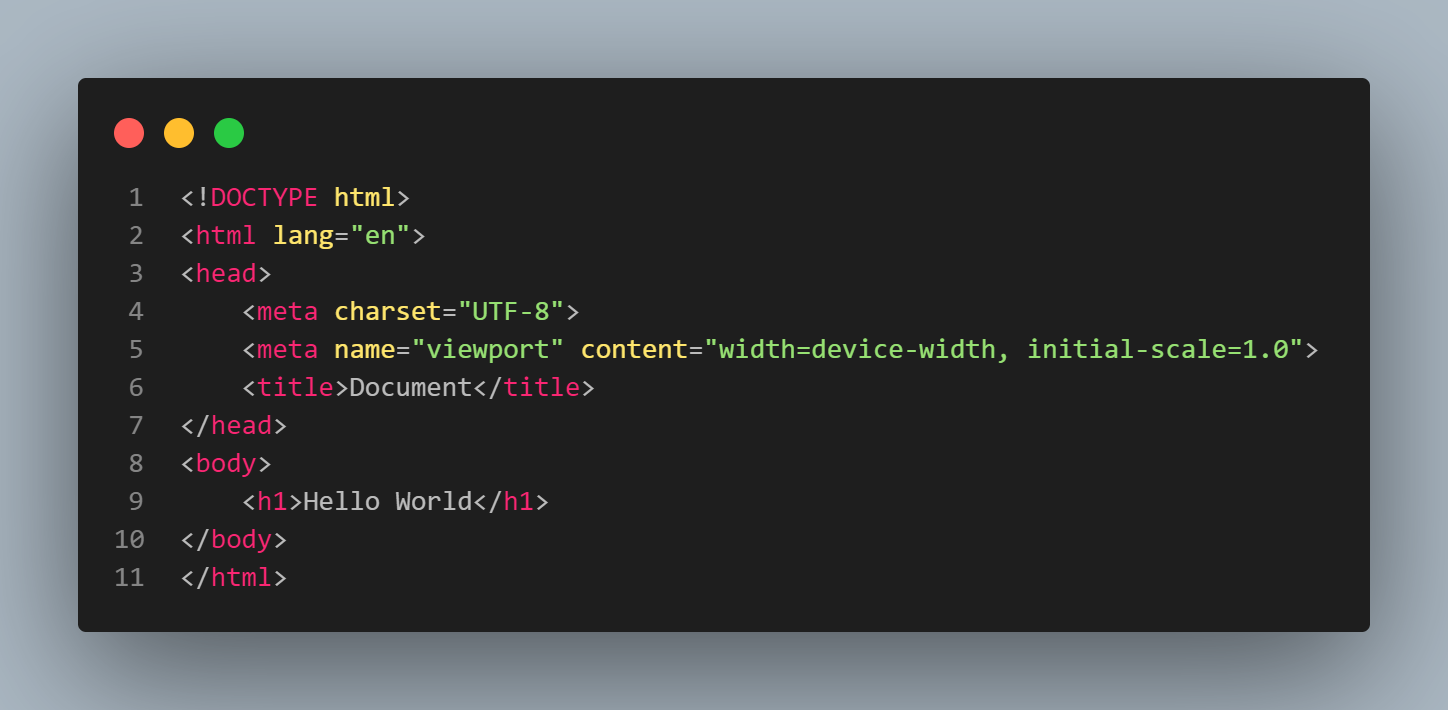 1 <!DOCTYPE html>
2 <html lang="en">
3 <head>
4     <meta charset="UTF-8">
5     <meta name="viewport" content="width=device-width, initial-scale=1.0">
6     <title>Document</title>
7 </head>
8 <body>
9     <h1>Hello World</h1>
10 </body>
11 </html>